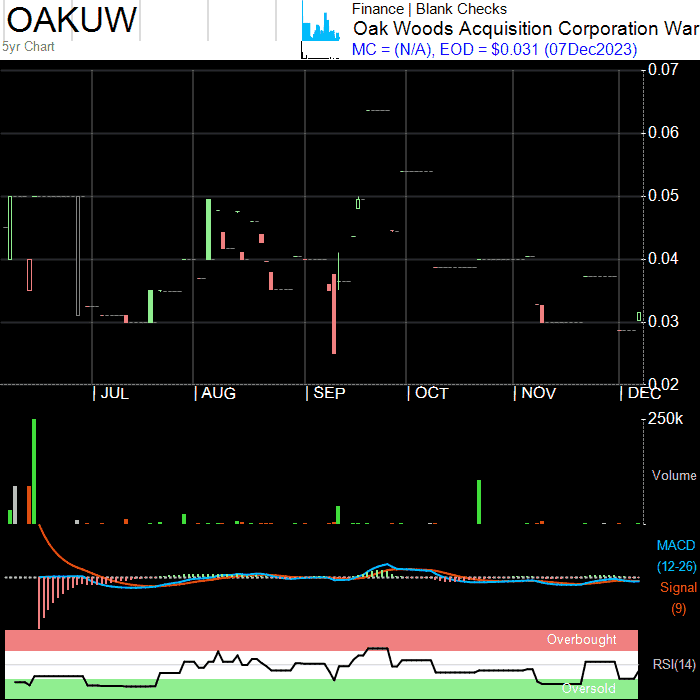 OAKUW
5yr Chart
Finance | Blank Checks
Oak Woods Acquisition Corporation War
MC = (N/A), EOD = $0.031 (07Dec2023)
0.07
0.06
0.05
0.04
0.03
0.02
| JUL | AUG | SEP | OCT | NOV | DEC
250k
Volume
MACD
(12-26)
Signal
(9)
Overbought
RSI(14)
Oversold